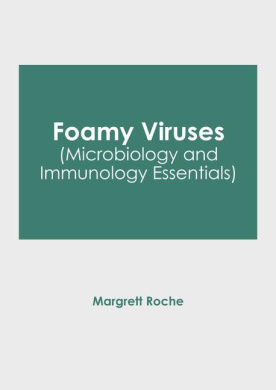 Foamy Viruses
(Microbiology and
Immunology Essentials)
Margrett Roche